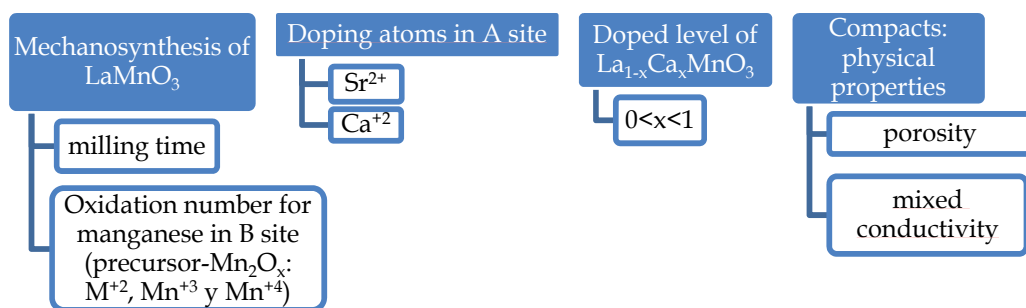 Mechanosynthesis of
LaMnO₃
milling time
Oxidation number for
manganese in B site
(precursor-Mn₂Oₓ:
M⁺², Mn⁺³ y Mn⁺⁴)
Doping atoms in A site
Sr²⁺
Ca⁺²
Doped level of
La₁₋ₓCaₓMnO₃
0<x<1
Compacts:
physical
properties
porosity
mixed
conductivity